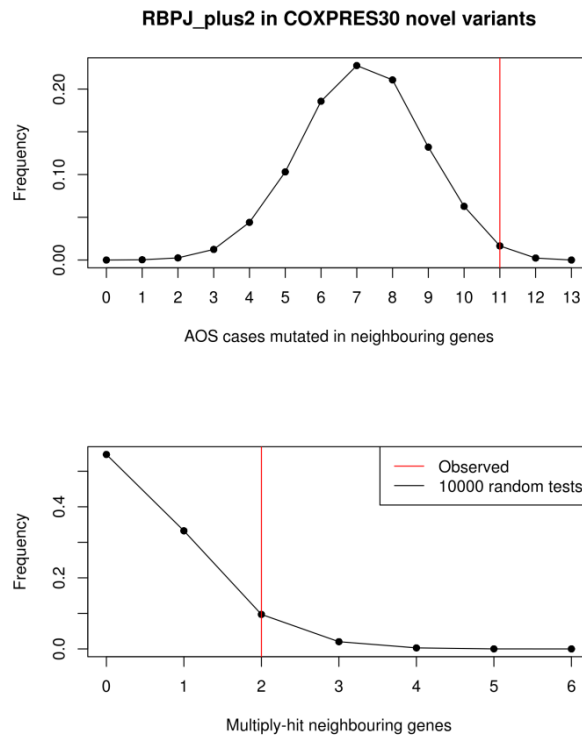 RBPJ_plus2 in COXPRES30 novel variants
Frequency
0.00 0.10 0.20
0 1 2 3 4 5 6 7 8 9 10 11 12 13
AOS cases mutated in neighbouring genes
Observed
10000 random tests
Frequency
0.0 0.2 0.4
0 1 2 3 4 5 6
Multiply-hit neighbouring genes